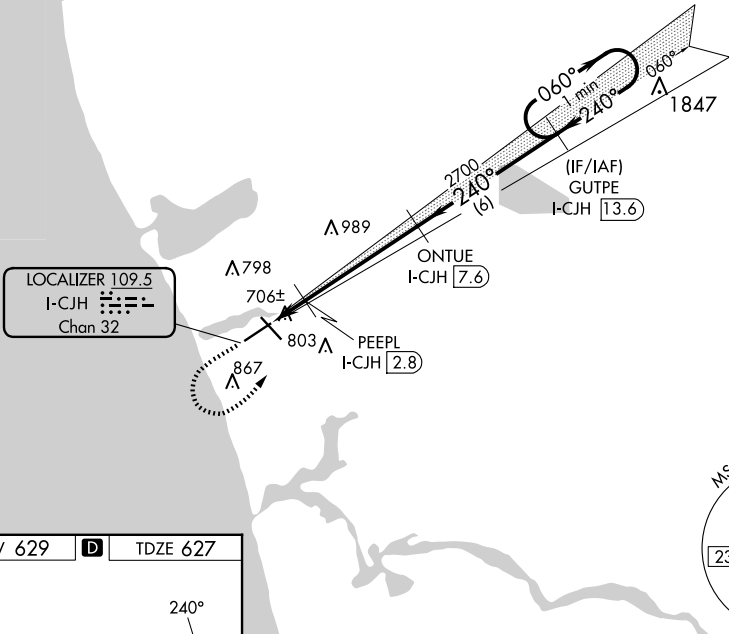 060°
1 min
240°
060°
1847
(IF/IAF)
GUTPE
I-CJH 13.6
2700
240°
(6)
989
ONTUE
I-CJH 7.6
798
LOCALIZER 109.5
I-CJH
Chan 32
706±
803
PEEPL
I-CJH 2.8
867
629
D
TDZE 627
240°